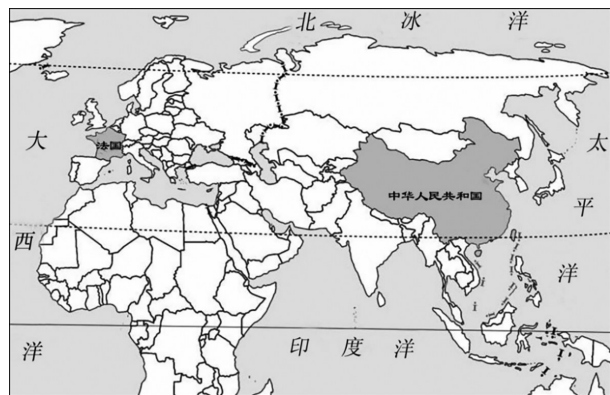 北冰洋
大西洋
太平洋
法国
中华人民共和国
印度洋